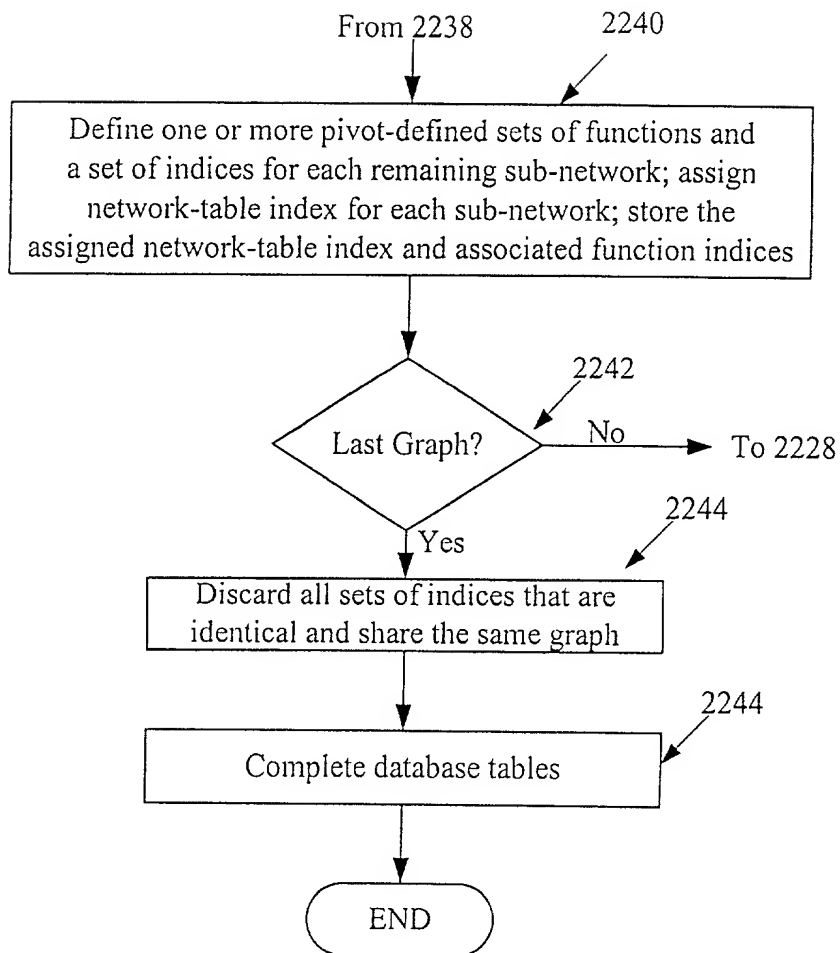 From 2238
2240
Define one or more pivot-defined sets of functions and
a set of indices for each remaining sub-network; assign
network-table index for each sub-network; store the
assigned network-table index and associated function indices
2242
Last Graph?
No
To 2228
Yes
2244
Discard all sets of indices that are
identical and share the same graph
2244
Complete database tables
END